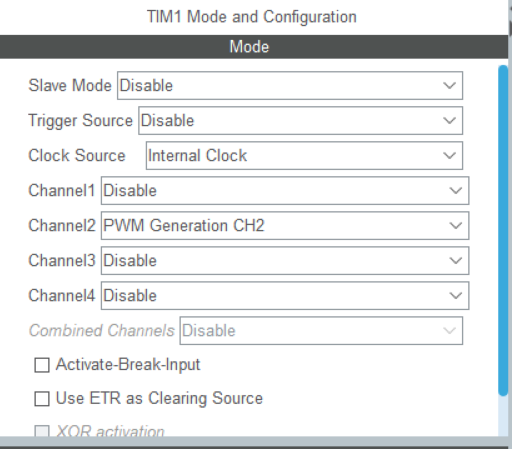 TIM1 Mode and Configuration
Mode
Slave Mode Disable
Trigger Source Disable
Clock Source Internal Clock
Channel1 Disable
Channel2 PWM Generation CH2
Channel3 Disable
Channel4 Disable
Combined Channels Disable
Activate-Break-Input
Use ETR as Clearing Source
XOR activation